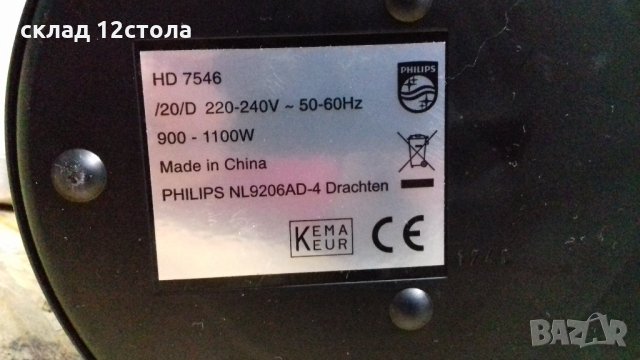 склад 12стола
HD 7546
PHILIPS
/20/D 220-240V ~ 50-60Hz
900 - 1100W
Made in China
PHILIPS NL9206AD-4 Drachten
KEMA
KEUR
CE
BAZAR